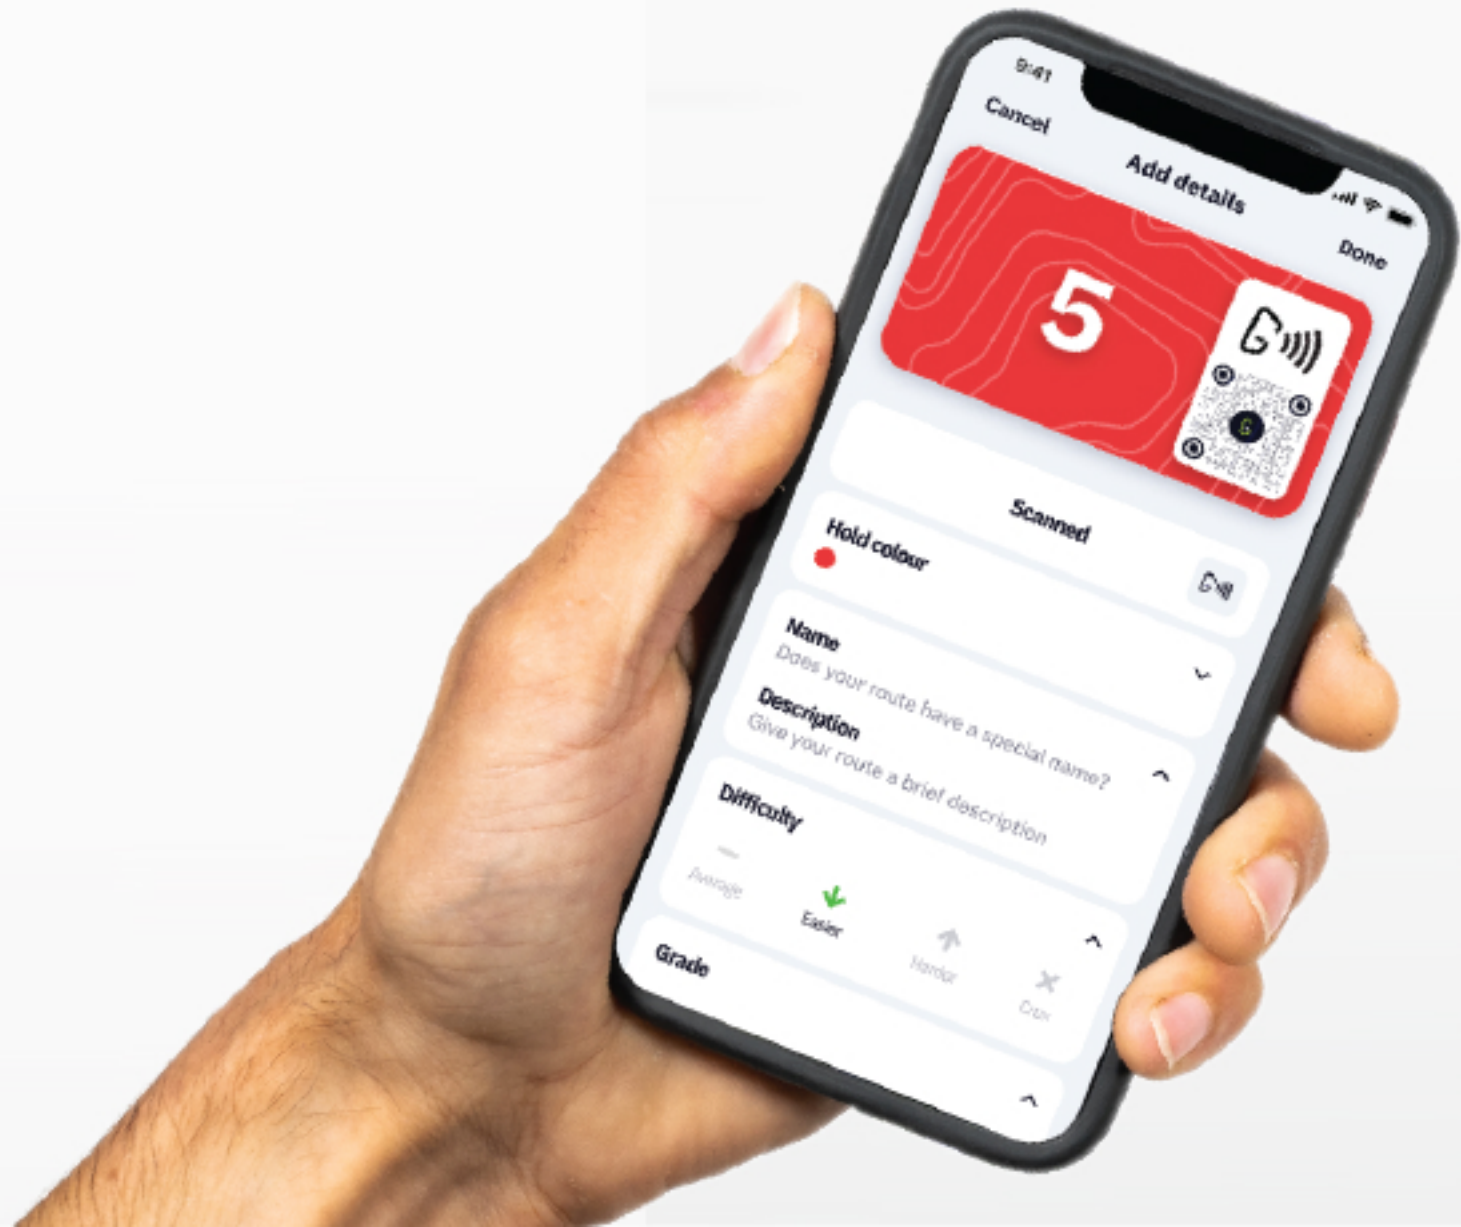 9:41
Cancel
Add details
Done
5
G
G
Scanned
G
Hold colour
Name
Does your route have a special name?
Description
Give your route a brief description
Difficulty
Average
Easier
Harder
Crux
Grade